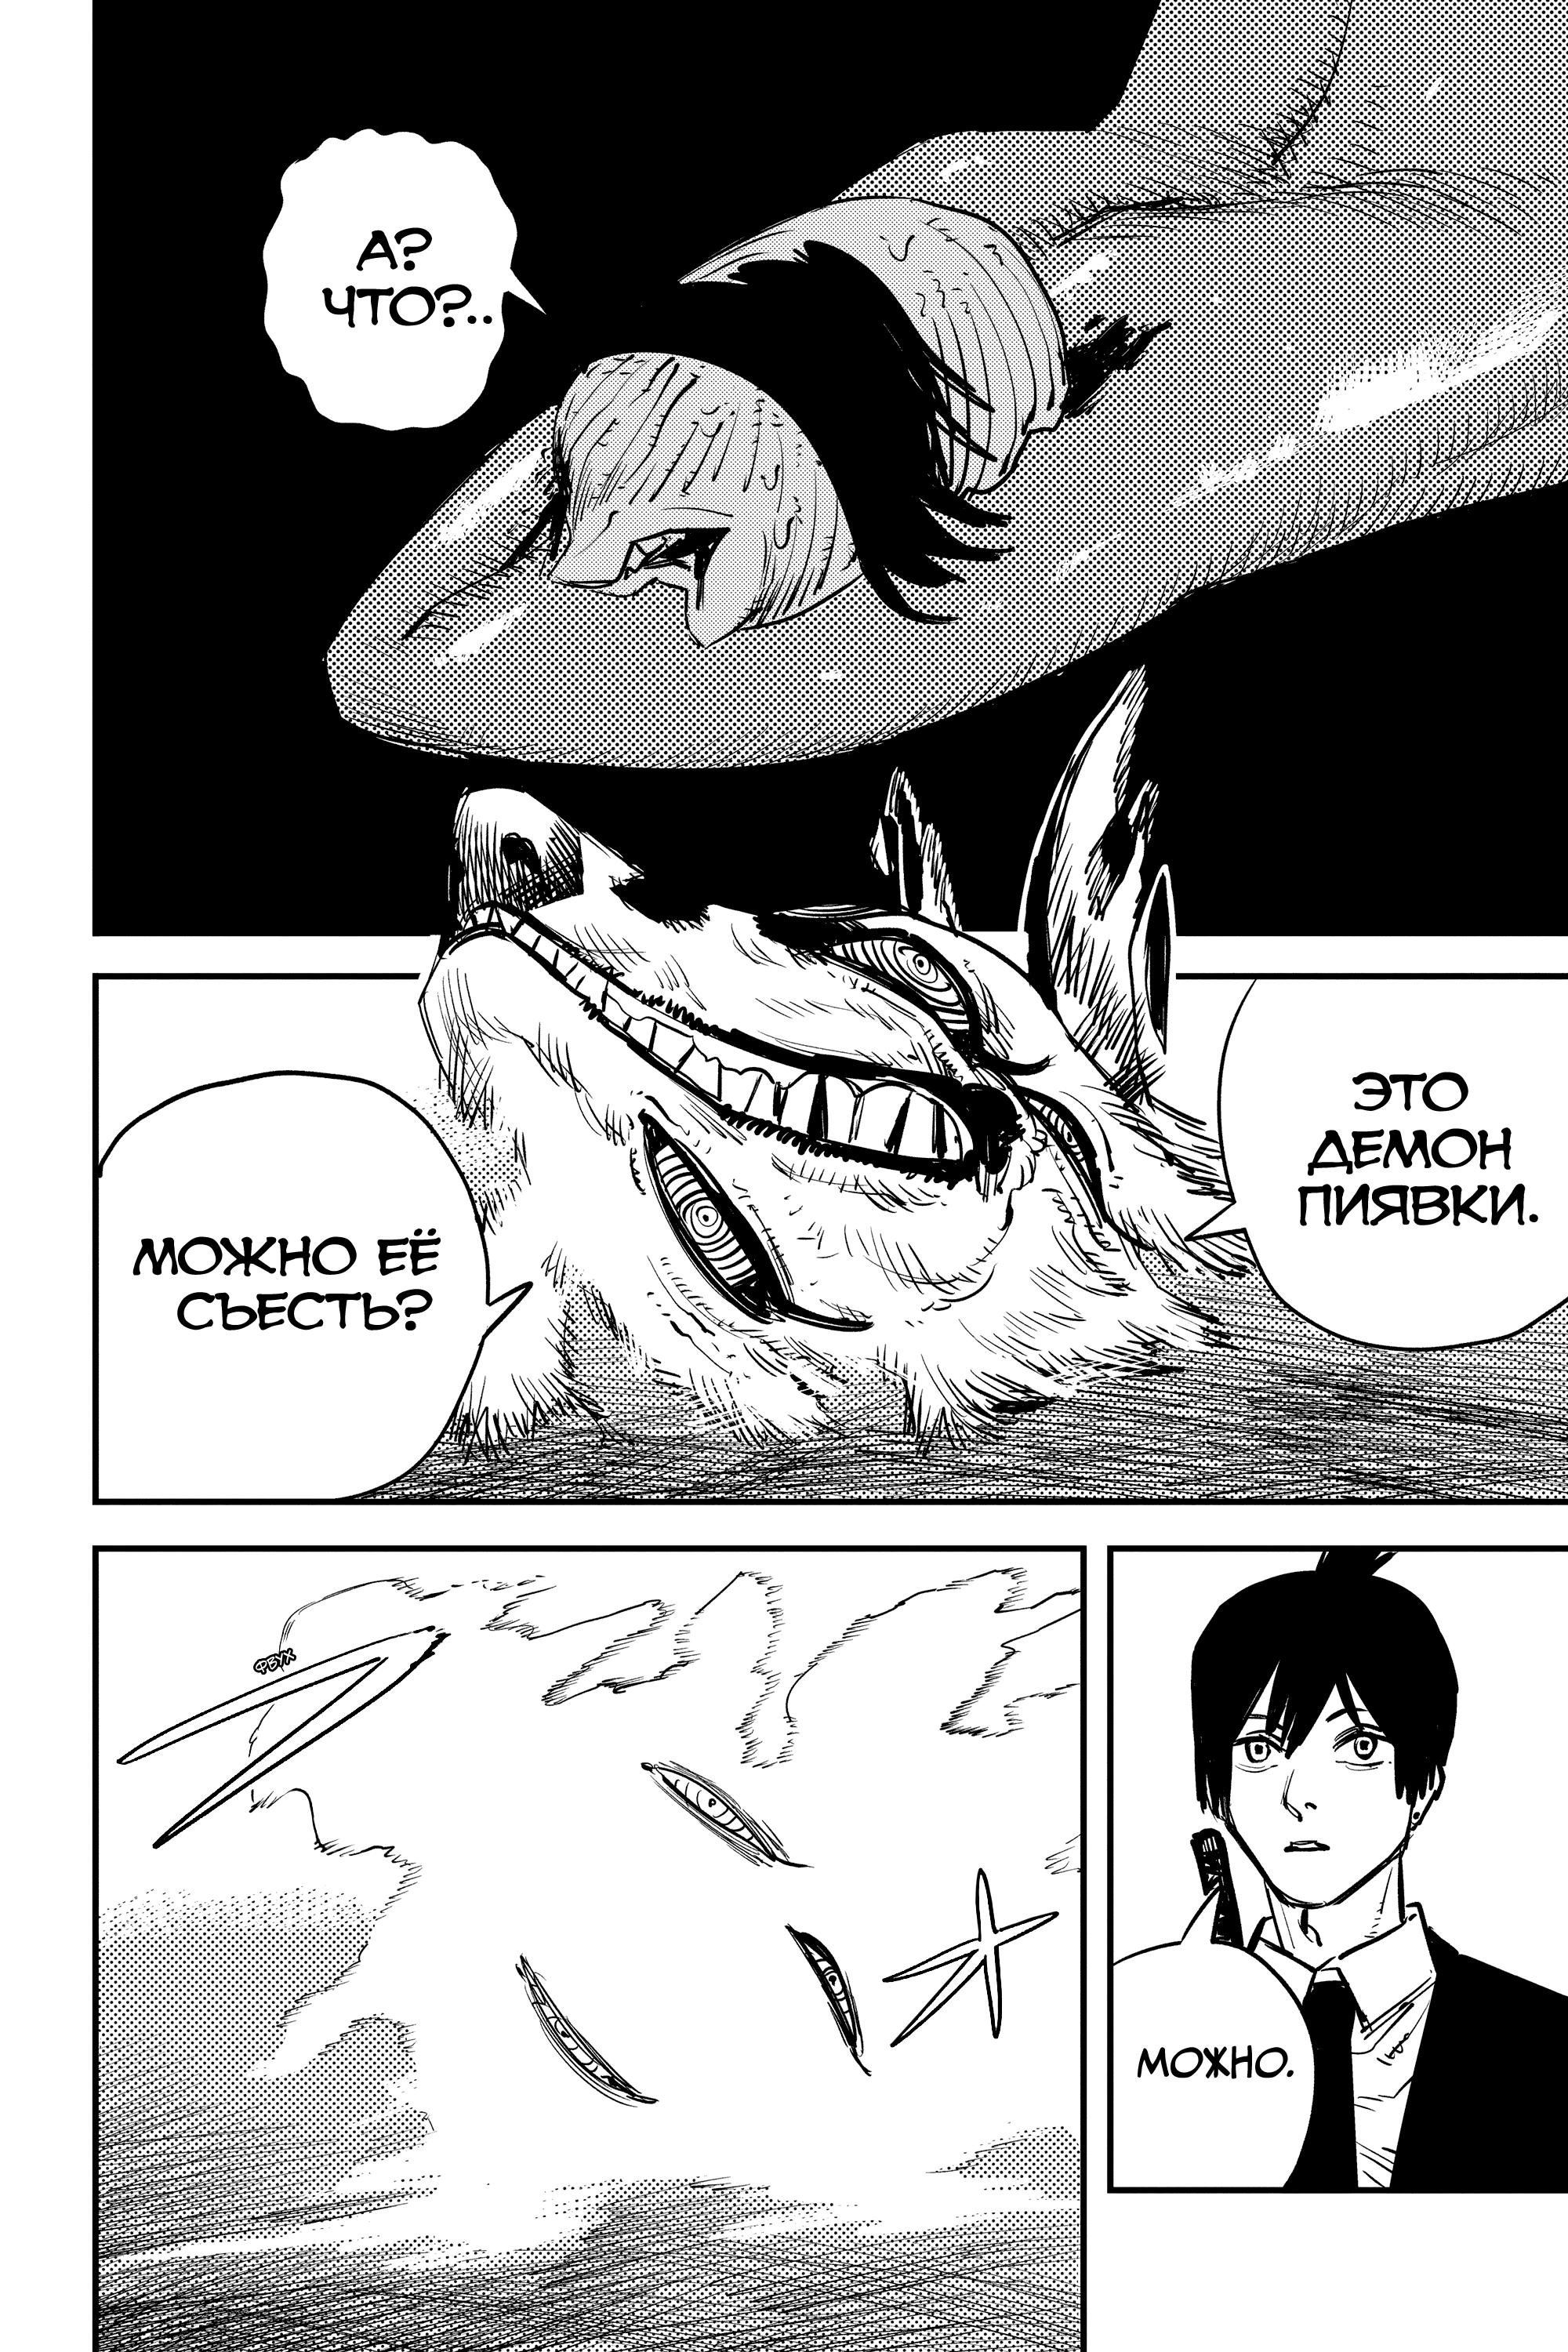 А?
ЧТО?..
ЭТО
ДЕМОН
ПИЯВКИ.
МОЖНО ЕЁ
СЪЕСТЬ?
МОЖНО.
ФВУХ